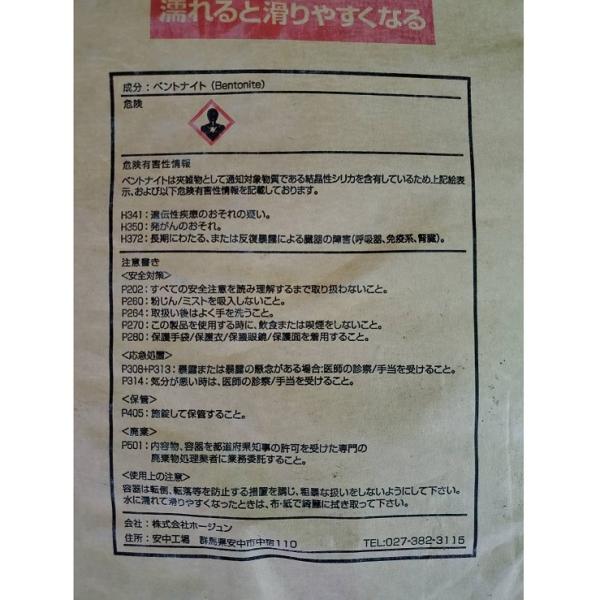 濡れると滑りやすくなる
成分：ベントナイト (Bentonite)
危険
危険有害性情報
ベントナイトは夾雑物として通知対象物質である結晶性シリカを含有しているため上記絵表
示、および以下危険有害性情報を記載しております。
H341：遺伝性疾患のおそれの疑い。
H350：発がんのおそれ。
H372：長期にわたる、または反復暴露による臓器の障害(呼吸器、免疫系、腎臓)。
注意書き
<安全対策>
P202：すべての安全注意を読み理解するまで取り扱わないこと。
P260：粉じん/ミストを吸入しないこと。
P264：取扱い後はよく手を洗うこと。
P270：この製品を使用する時に、飲食または喫煙をしないこと。
P280：保護手袋/保護衣/保護眼鏡/保護面を着用すること。
<応急処置>
P308+P313：暴露または暴露の懸念がある場合:医師の診察/手当を受けること。
P314：気分が悪い時は、医師の診察/手当を受けること。
<保管>
P405：施錠して保管すること。
<廃棄>
P501：内容物、容器を都道府県知事の許可を受けた専門の
廃棄物処理業者に業務委託すること。
<使用上の注意>
容器は転倒、転落等を防止する措置を講じ、粗暴な扱いをしないようにして下さい。
水に濡れて滑りやすくなったときは、布・紙で綺麗に拭き取って下さい。
会社：株式会社ホージュン
住所：安中工場 群馬県安中市中宿110 TEL:027-382-3115